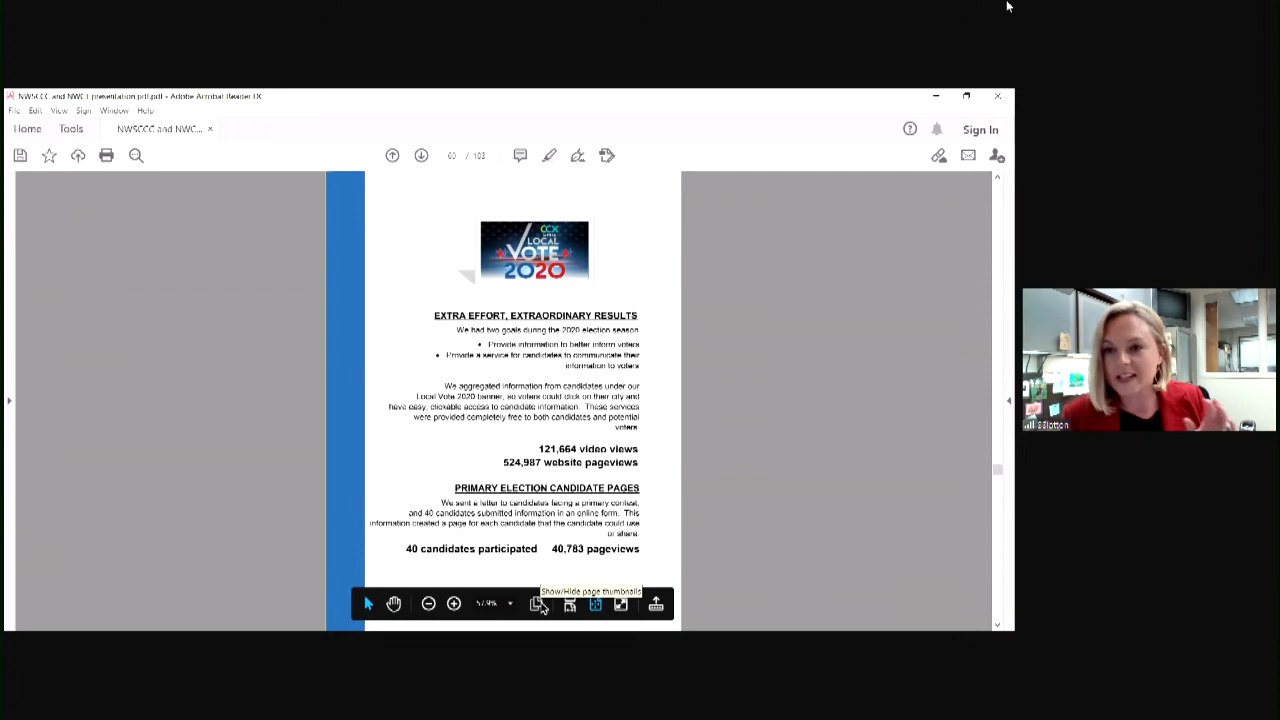 NWSCCC and NWCT presentation pdf.pdf - Adobe Acrobat Reader DC
File Edit View Sign Window Help
Home Tools NWSCCC and NWC... × Sign In
60 / 103
CCX
MEDIA
LOCAL
VOTE
2020
EXTRA EFFORT, EXTRAORDINARY RESULTS
We had two goals during the 2020 election season
• Provide information to better inform voters
• Provide a service for candidates to communicate their
information to voters
We aggregated information from candidates under our
Local Vote 2020 banner, so voters could click on their city and
have easy, clickable access to candidate information. These services
were provided completely free to both candidates and potential
voters.
121,664 video views
524,987 website pageviews
PRIMARY ELECTION CANDIDATE PAGES
We sent a letter to candidates facing a primary contest,
and 40 candidates submitted information in an online form. This
information created a page for each candidate that the candidate could use
or share.
40 candidates participated 40,783 pageviews
Show/Hide page thumbnails
57.9%